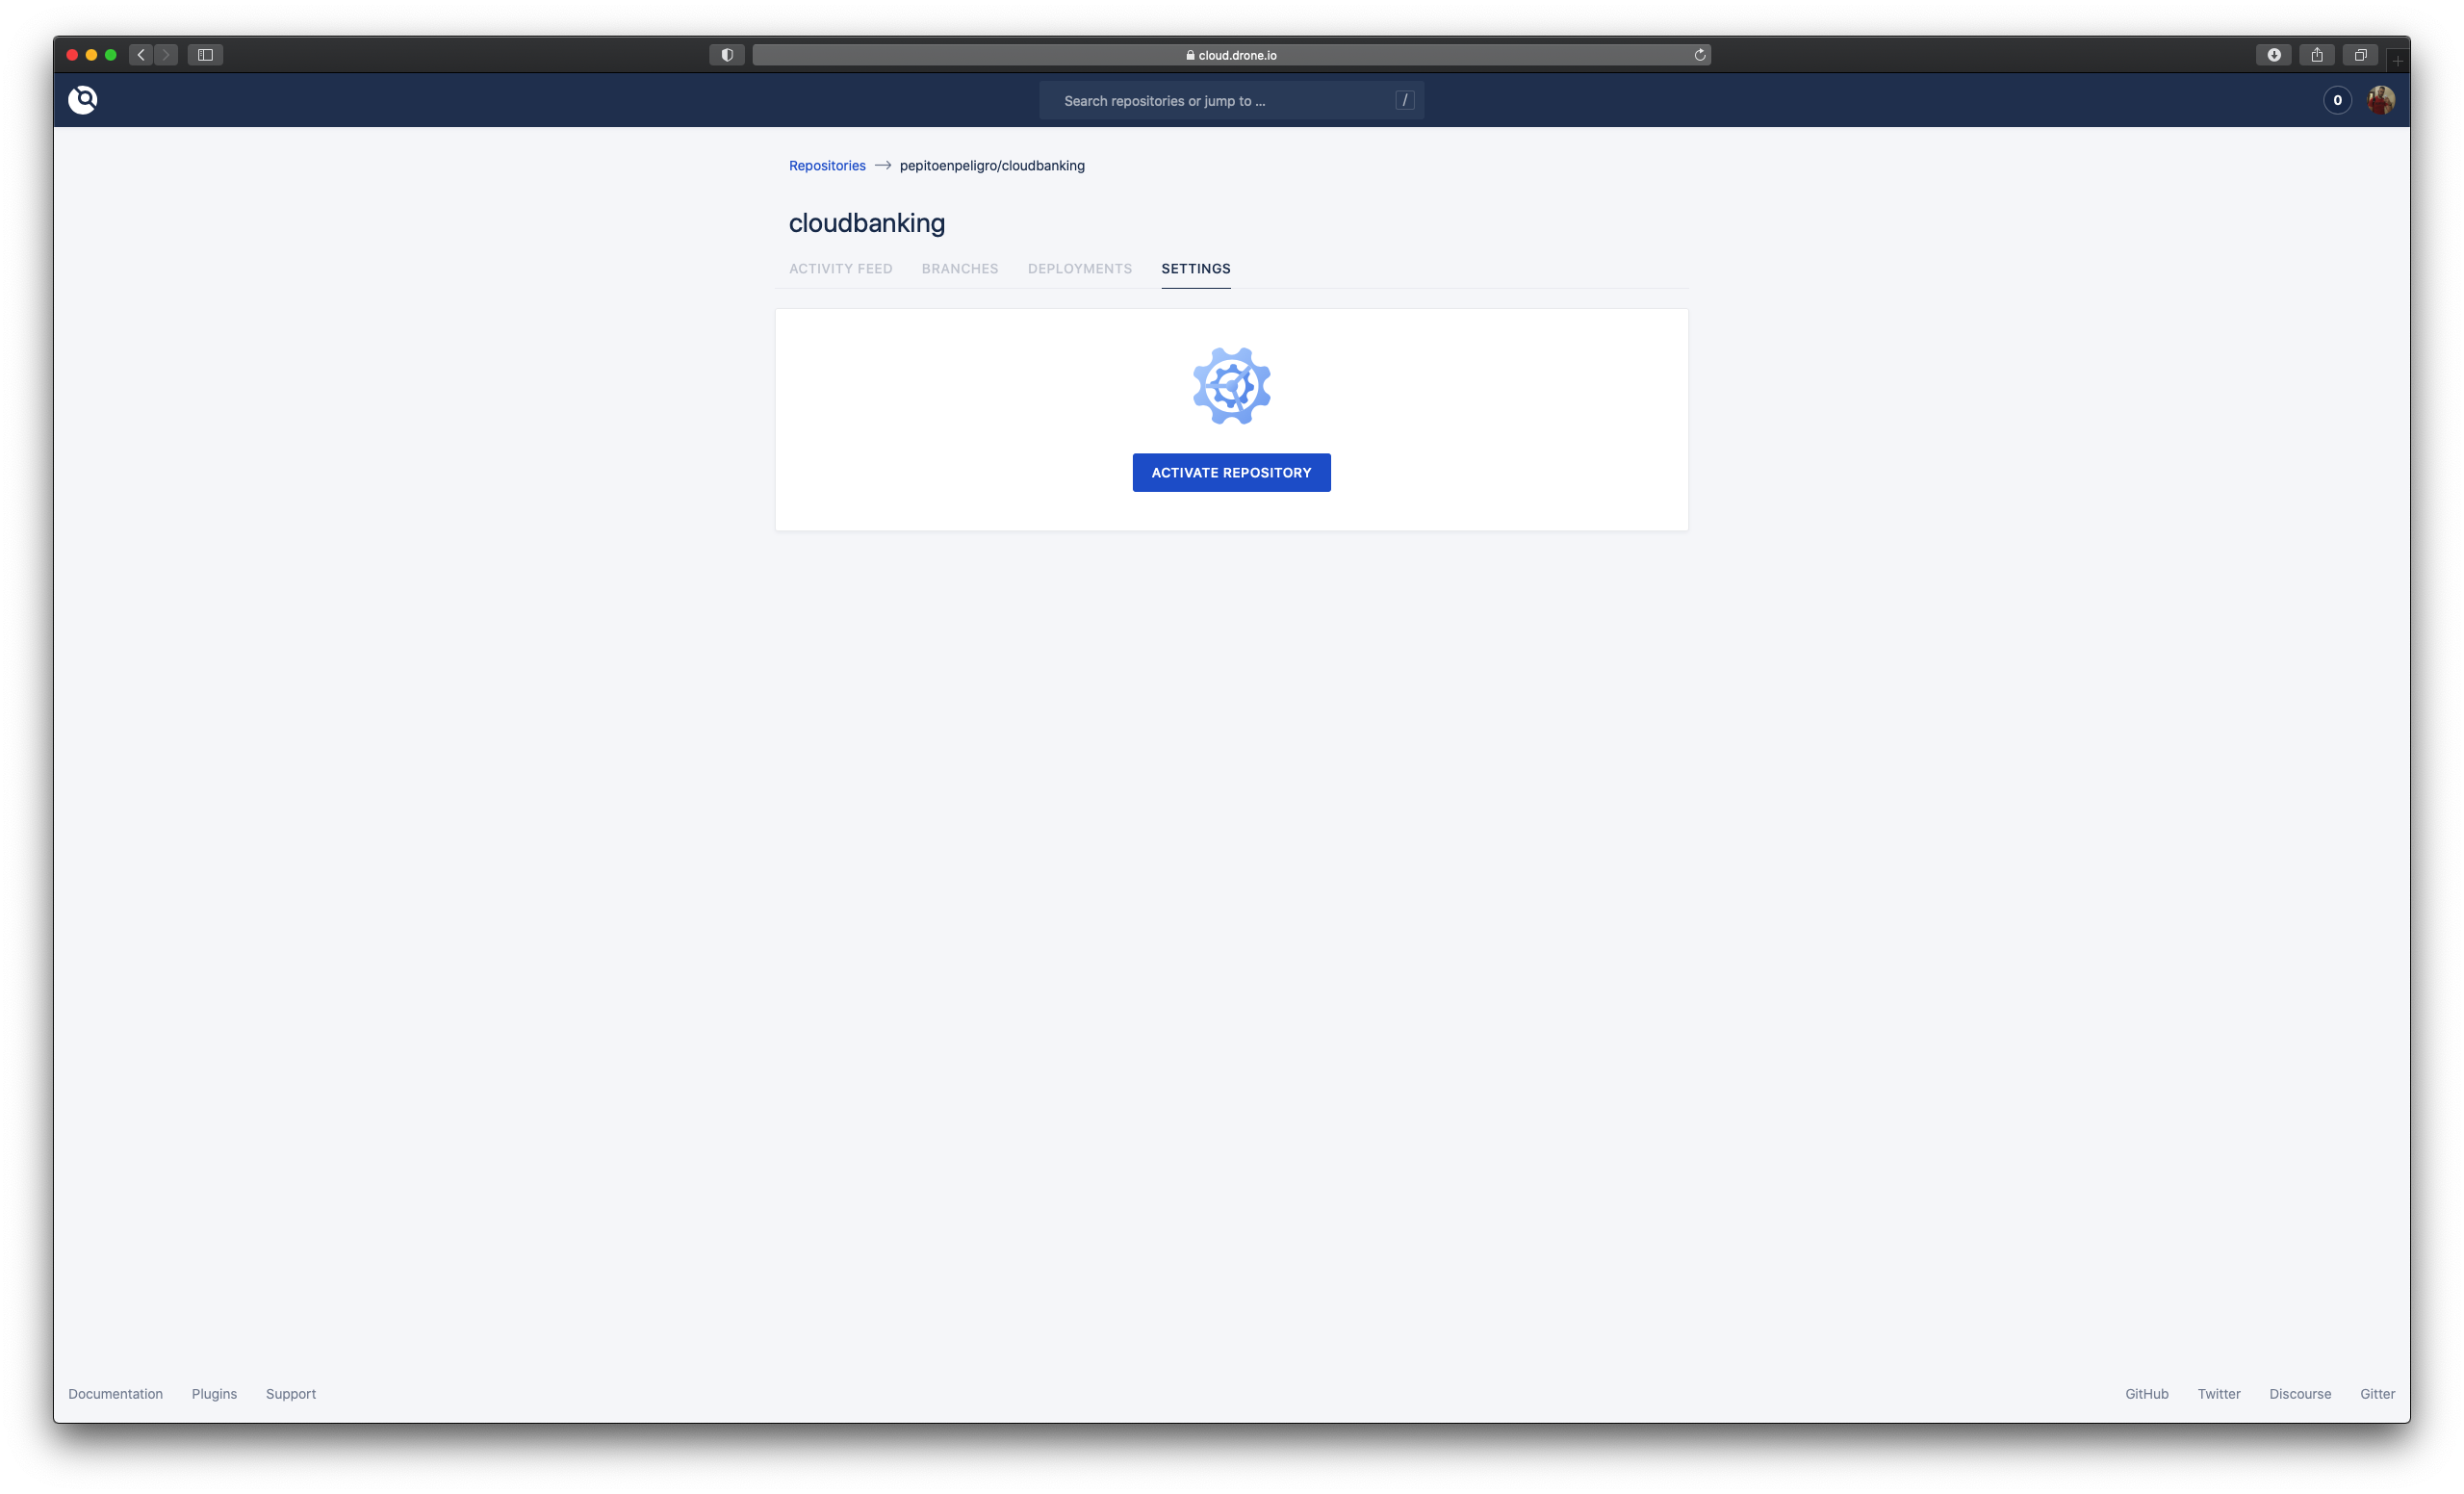 cloud.drone.io
Search repositories or jump to ... /
0
Repositories → pepitoenpeligro/cloudbanking
cloudbanking
ACTIVITY FEED BRANCHES DEPLOYMENTS SETTINGS
ACTIVATE REPOSITORY
Documentation Plugins Support GitHub Twitter Discourse Gitter